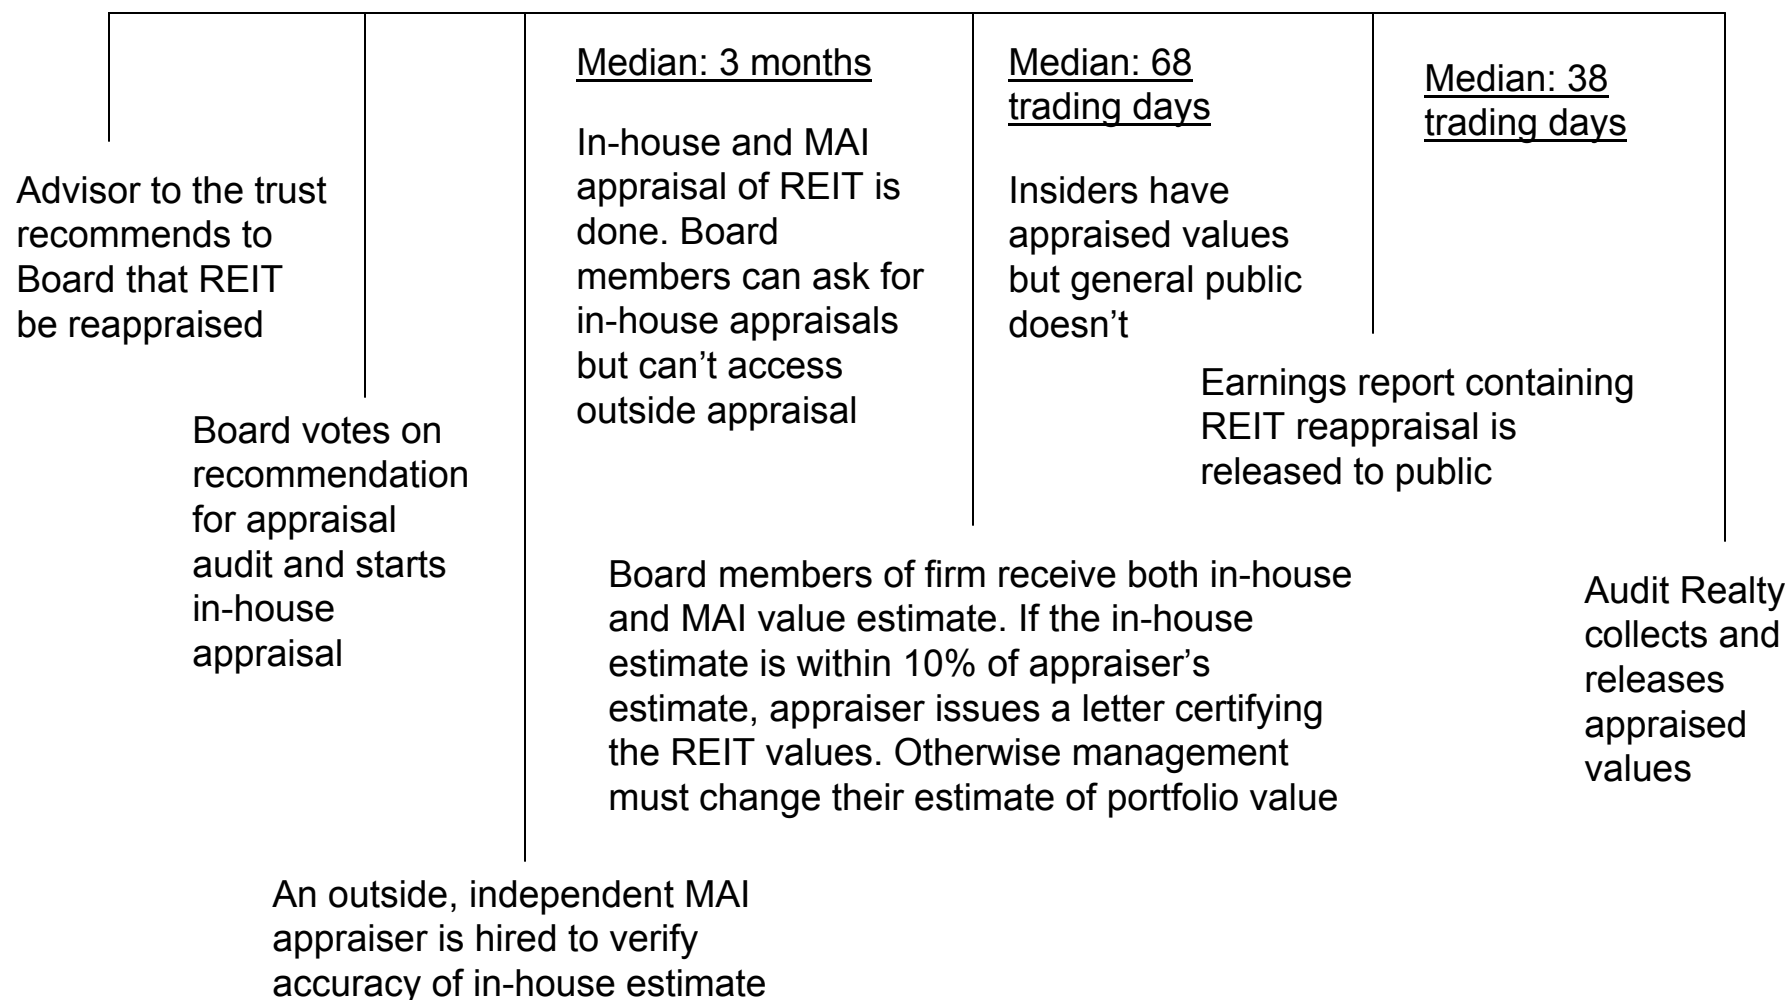 Advisor to the trust
recommends to
Board that REIT
be reappraised
Board votes on
recommendation
for appraisal
audit and starts
in-house
appraisal
An outside, independent MAI
appraiser is hired to verify
accuracy of in-house estimate
Median: 3 months
In-house and MAI
appraisal of REIT is
done. Board
members can ask for
in-house appraisals
but can’t access
outside appraisal
Board members of firm receive both in-house
and MAI value estimate. If the in-house
estimate is within 10% of appraiser’s
estimate, appraiser issues a letter certifying
the REIT values. Otherwise management
must change their estimate of portfolio value
Median: 68
trading days
Insiders have
appraised values
but general public
doesn’t
Earnings report containing
REIT reappraisal is
released to public
Median: 38
trading days
Audit Realty
collects and
releases
appraised
values